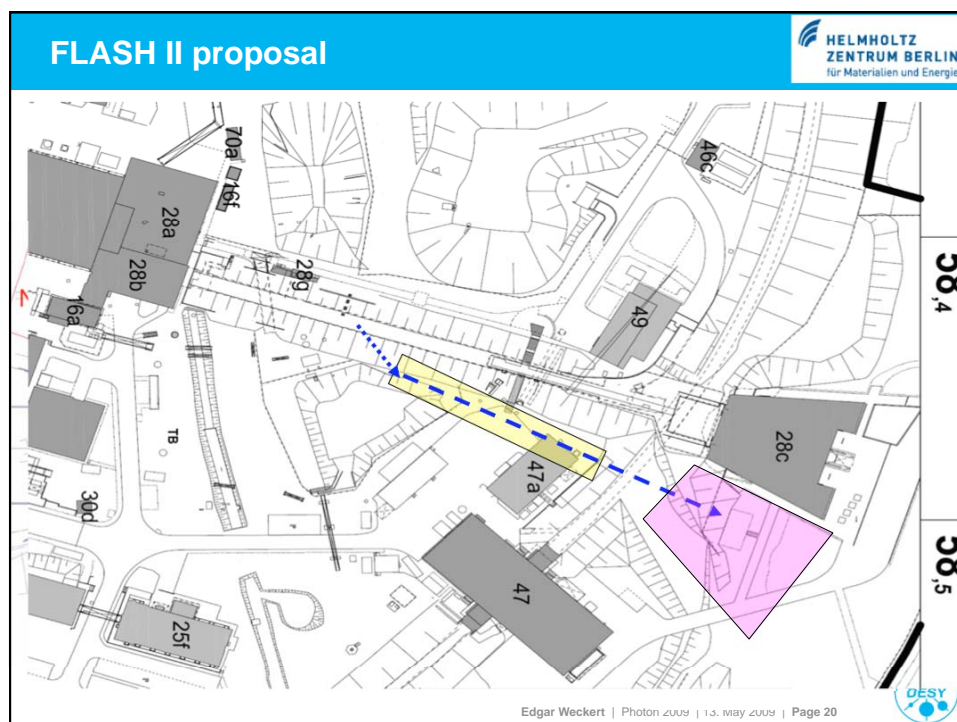 FLASH II proposal
HELMHOLTZ
ZENTRUM BERLIN
für Materialien und Energie
70a
16f
46c
28a
28g
28b
16a
49
58,4
TB
47a
28c
30d
47
58,5
25f
Edgar Weckert | Photon 2009 | 13. May 2009 | Page 20
DESY